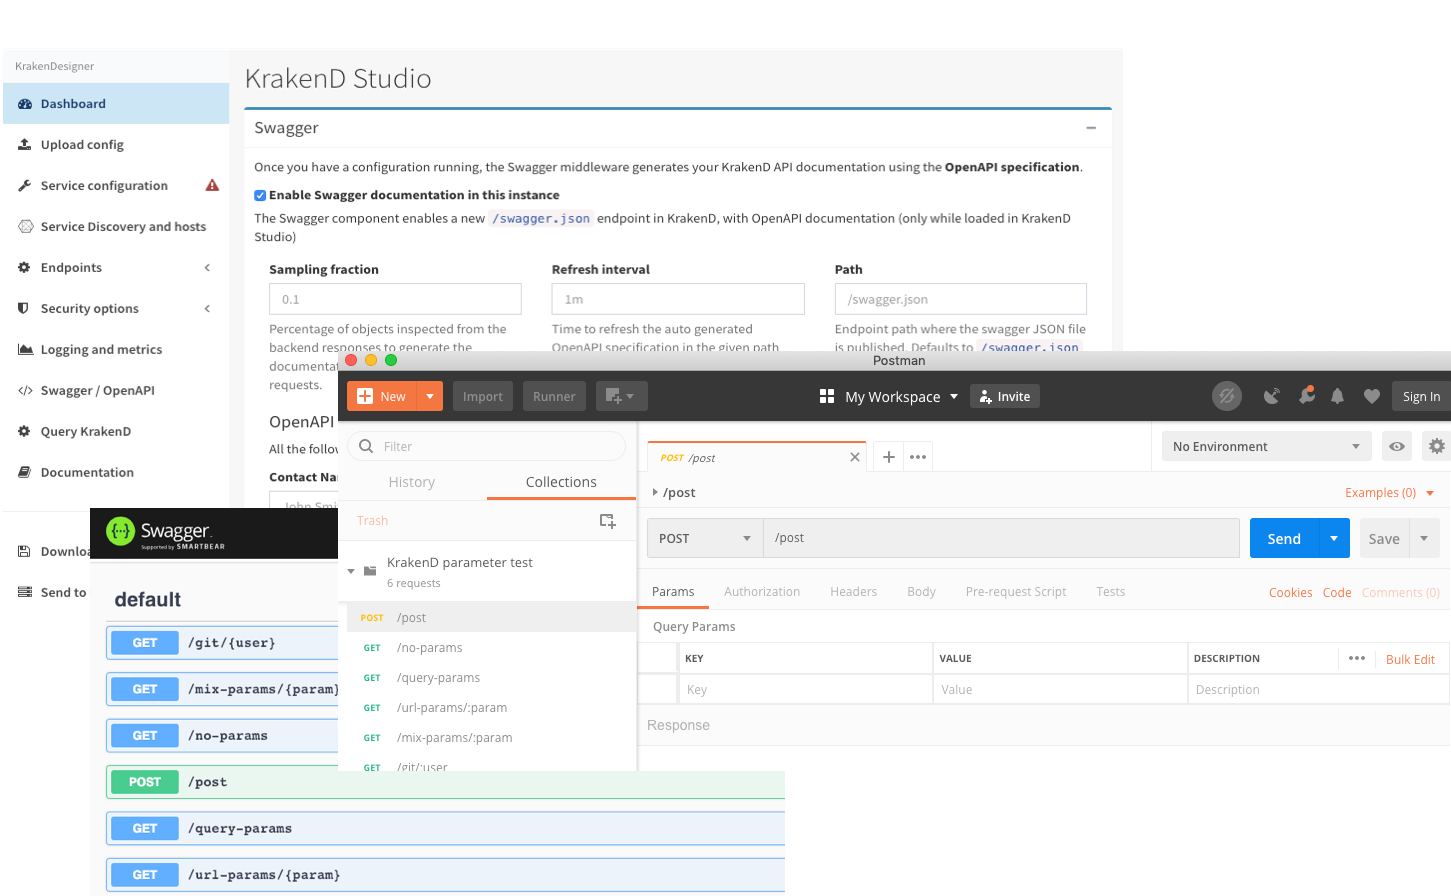 KrakenDesigner
Dashboard
Upload config
Service configuration
Service Discovery and hosts
Endpoints
Security options
Logging and metrics
Swagger / OpenAPI
Query KrakenD
Documentation
Send to
KrakenD Studio
Swagger
Once you have a configuration running, the Swagger middleware generates your KrakenD API documentation using the OpenAPI specification.
Enable Swagger documentation in this instance
The Swagger component enables a new /swagger.json endpoint in KrakenD, with OpenAPI documentation (only while loaded in KrakenD
Studio)
Sampling fraction
0.1
Percentage of objects inspected from the
backend responses to generate the
requests.
Refresh interval
1m
Time to refresh the auto generated
OpenAPI specification in the given path
Path
/swagger.json
Endpoint path where the swagger JSON file
is published. Defaults to /swagger.json
OpenAPI
All the
Contact
John
Postman
New
Import
Runner
My Workspace
Invite
Sign In
Filter
History
Collections
Trash
KrakenD parameter test
6 requests
POST /post
GET /no-params
GET /query-params
GET /url-params/:param
GET /mix-params/:param
GET /git/:user
POST /post
No Environment
/post
Examples (0)
POST
/post
Send
Save
Params
Authorization
Headers
Body
Pre-request Script
Tests
Cookies
Code
Comments (0)
Query Params
KEY
VALUE
DESCRIPTION
Bulk Edit
Key
Value
Description
Response
Swagger.
Supported by SMARTBEAR
default
GET /git/{user}
GET /mix-params/{param}
GET /no-params
POST /post
GET /query-params
GET /url-params/{param}